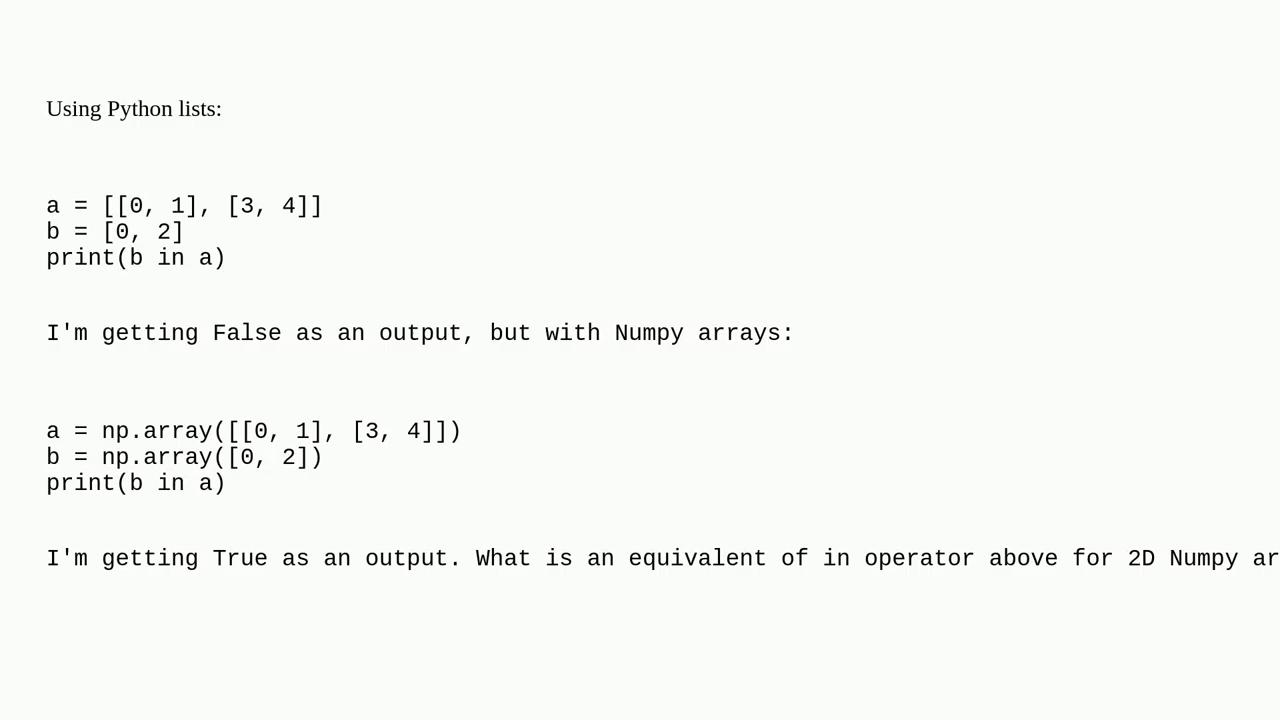 Using Python lists:
a = [[0, 1], [3, 4]]
b = [0, 2]
print(b in a)
I'm getting False as an output, but with Numpy arrays:
a = np.array([[0, 1], [3, 4]])
b = np.array([0, 2])
print(b in a)
I'm getting True as an output. What is an equivalent of in operator above for 2D Numpy